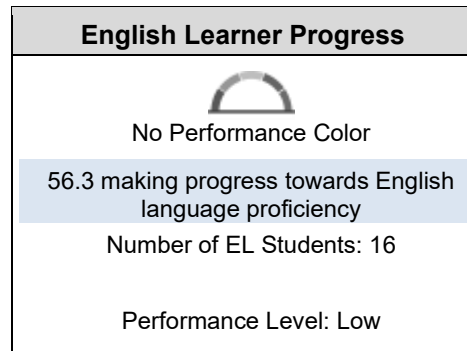 English Learner Progress
No Performance Color
56.3 making progress towards English
language proficiency
Number of EL Students: 16
Performance Level: Low